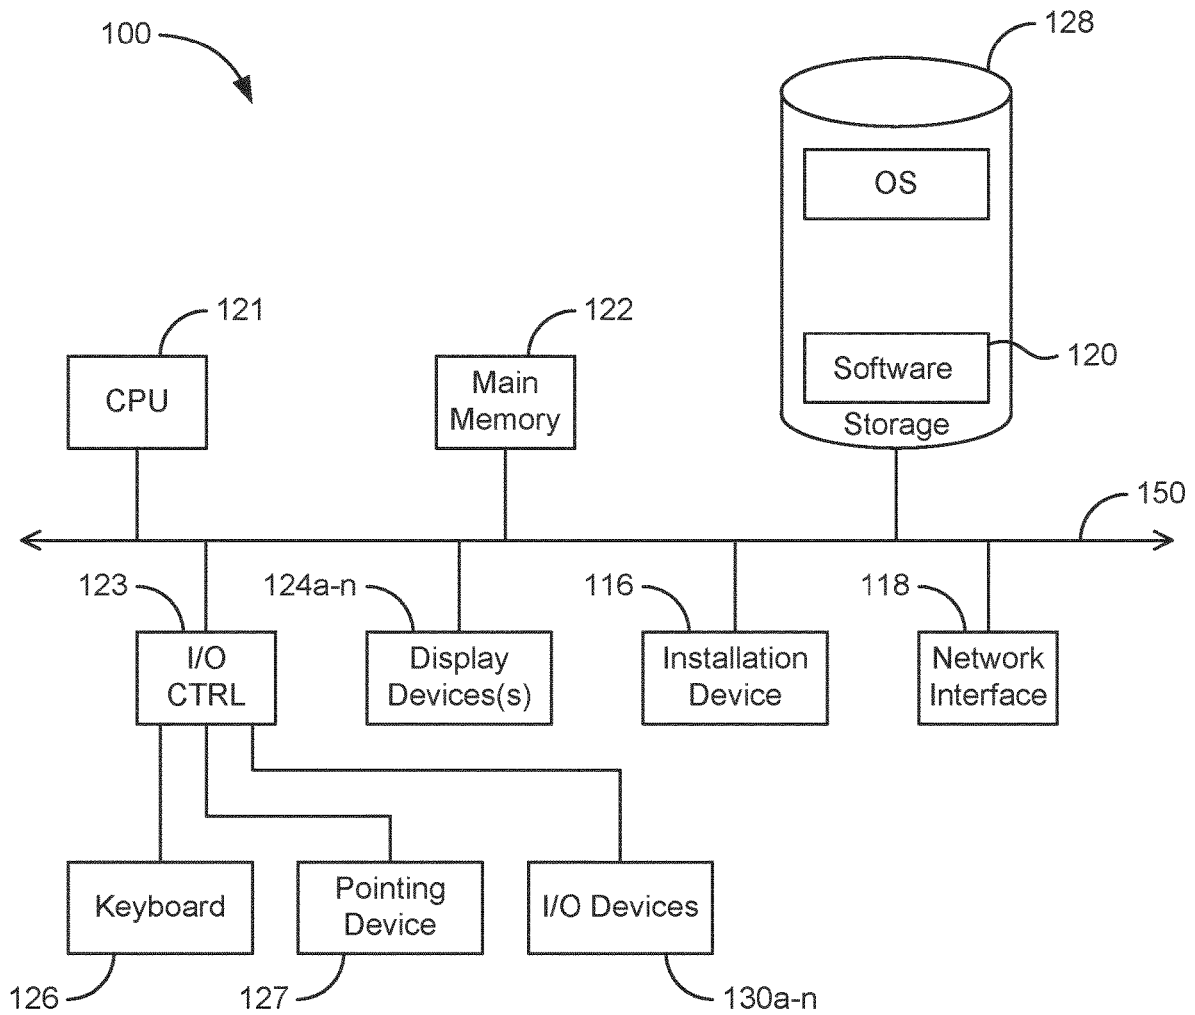 100
128
OS
121
122
120
CPU
Main
Memory
Software
Storage
150
123
124a-n
116
118
I/O
CTRL
Display
Devices(s)
Installation
Device
Network
Interface
Keyboard
Pointing
Device
I/O Devices
126
127
130a-n